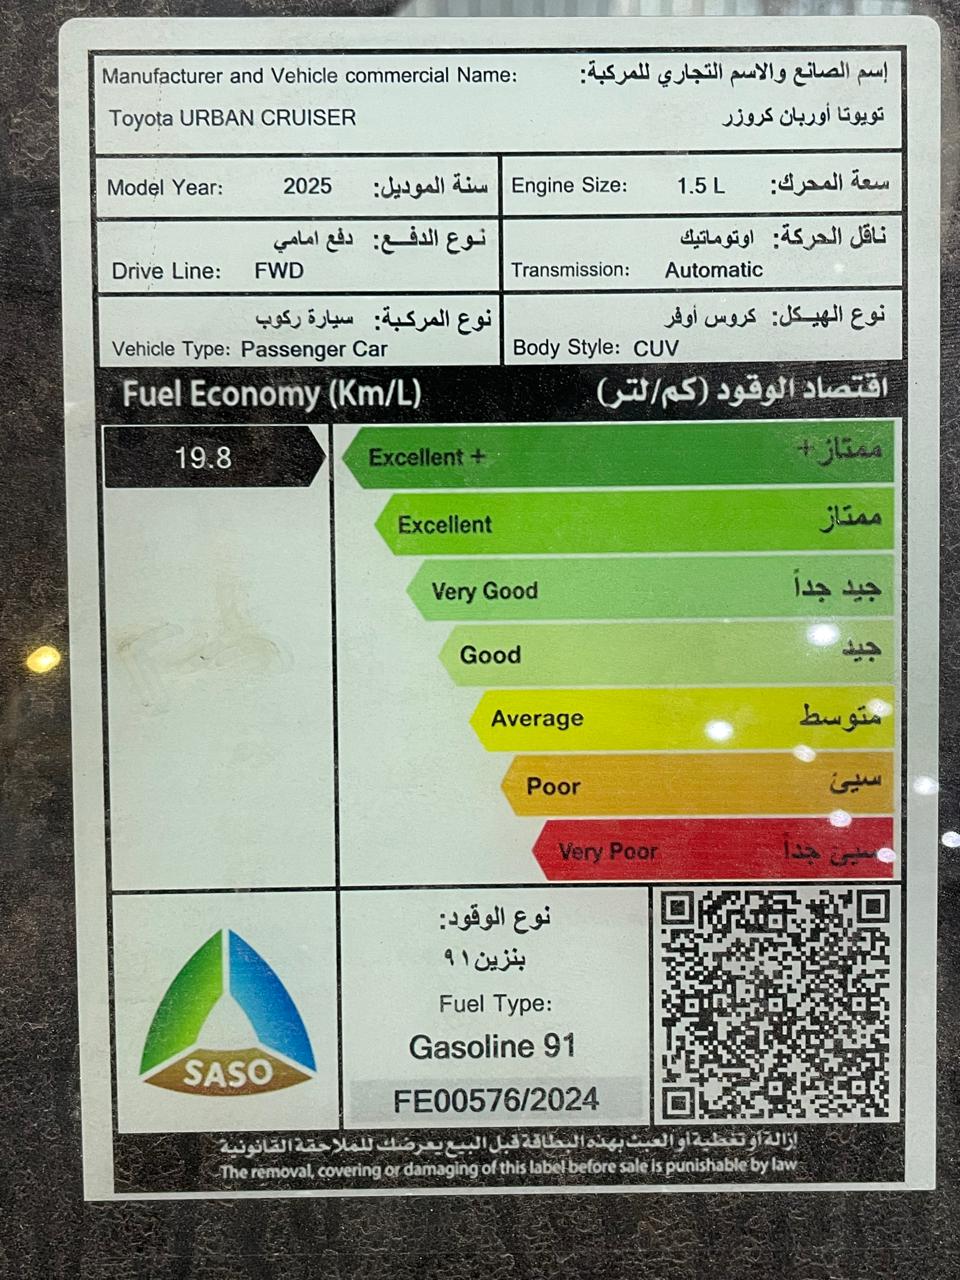 Manufacturer and Vehicle commercial Name: إسم الصانع والاسم التجاري للمركبة:
Toyota URBAN CRUISER تويوتا أوربان كروزر
Model Year: 2025 سنة الموديل:
Engine Size: 1.5 L سعة المحرك:
نوع الدفع: دفع امامي
Drive Line: FWD
ناقل الحركة: اوتوماتيك
Transmission: Automatic
نوع المركبة: سيارة ركوب
Vehicle Type: Passenger Car
نوع الهيكل: كروس أوفر
Body Style: CUV
Fuel Economy (Km/L) اقتصاد الوقود (كم/لتر)
19.8
Excellent + ممتاز+
Excellent ممتاز
Very Good جيد جداً
Good جيد
Average متوسط
Poor سيئ
Very Poor سيئ جداً
SASO
نوع الوقود:
بنزين٩١
Fuel Type:
Gasoline 91
FE00576/2024
إزالة أو تغطية أو العبث بهذه البطاقة قبل البيع يعرضك للملاحقة القانونية
The removal, covering or damaging of this label before sale is punishable by law